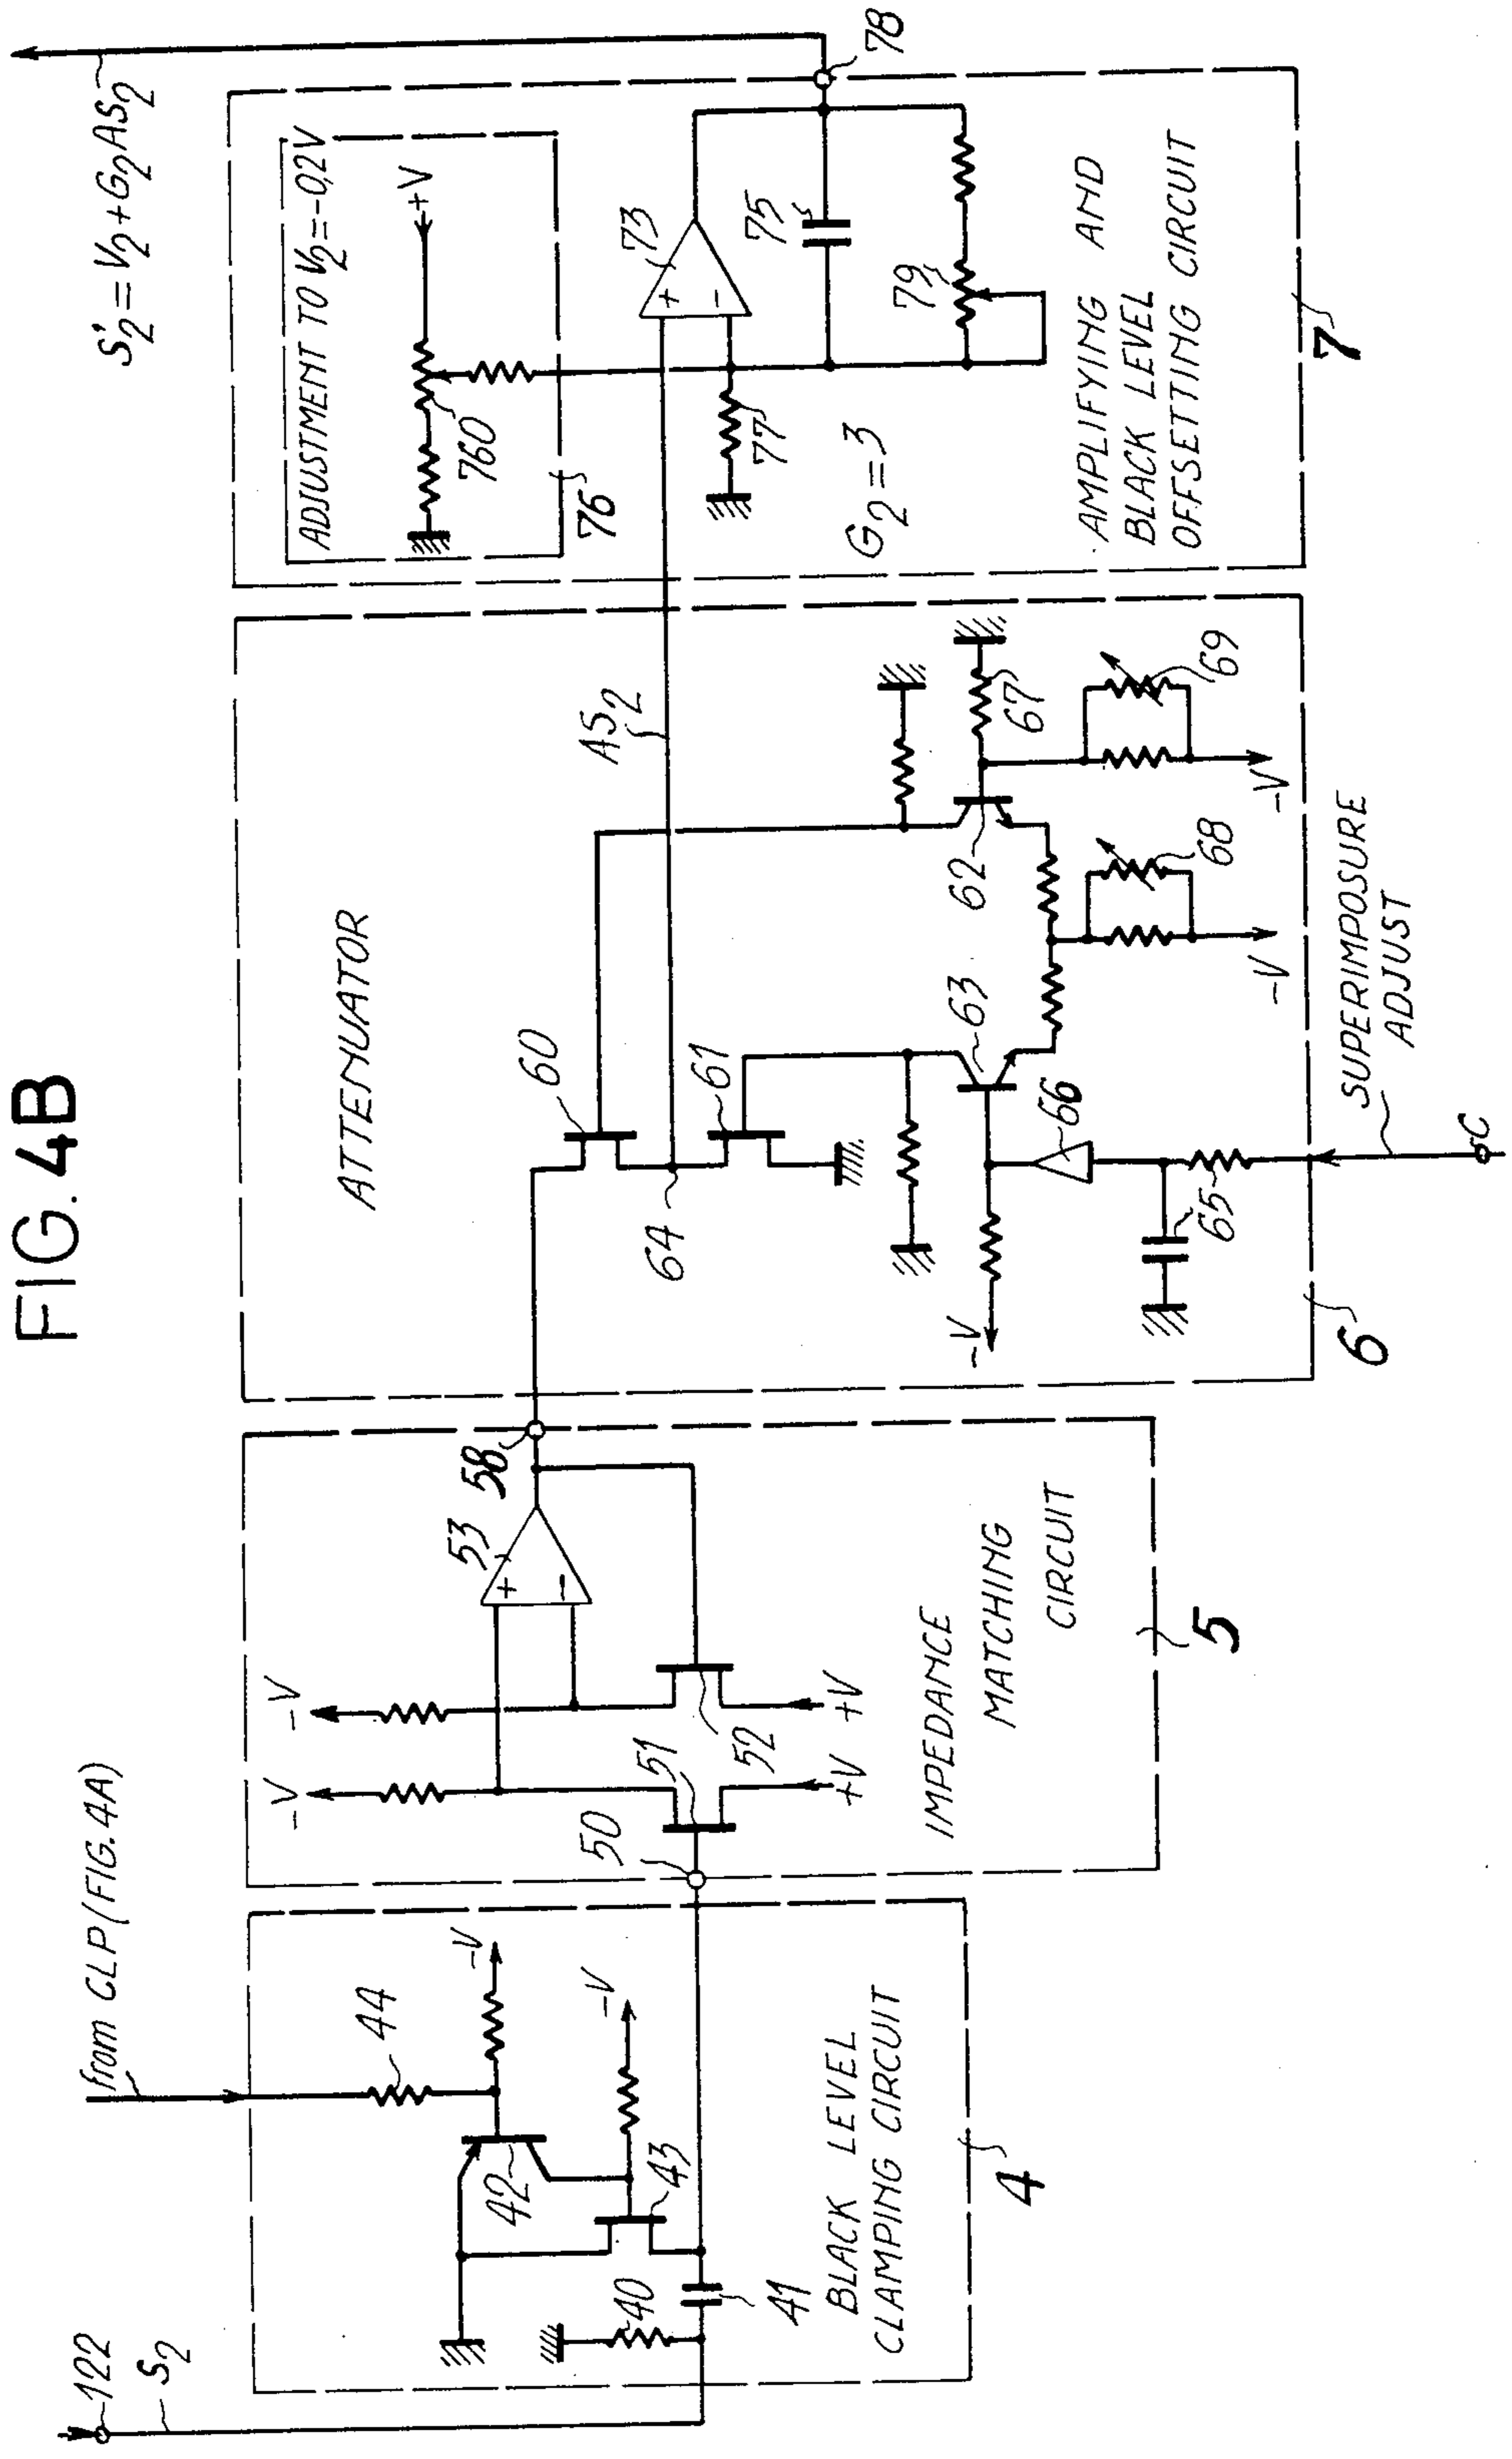 FIG. 4B
122
S2
from CLP (FIG. 4A)
44
-V
42
-V
43
40
41
BLACK LEVEL
CLAMPING CIRCUIT
4
-V
-V
53
+
-
58
51
50
52
+V
+V
IMPEDANCE
MATCHING
CIRCUIT
5
ATTENUATOR
60
AS2
64
61
63
62
67
-V
66
65
68
69
-V
-V
6
SUPERIMPOSURE
ADJUST
C
S'2=V2+G2AS2
ADJUSTMENT TO V2=-0,2V
+V
760
76
73
+
-
77
75
79
78
G2=3
AMPLIFYING AND
BLACK LEVEL
OFFSETTING CIRCUIT
7